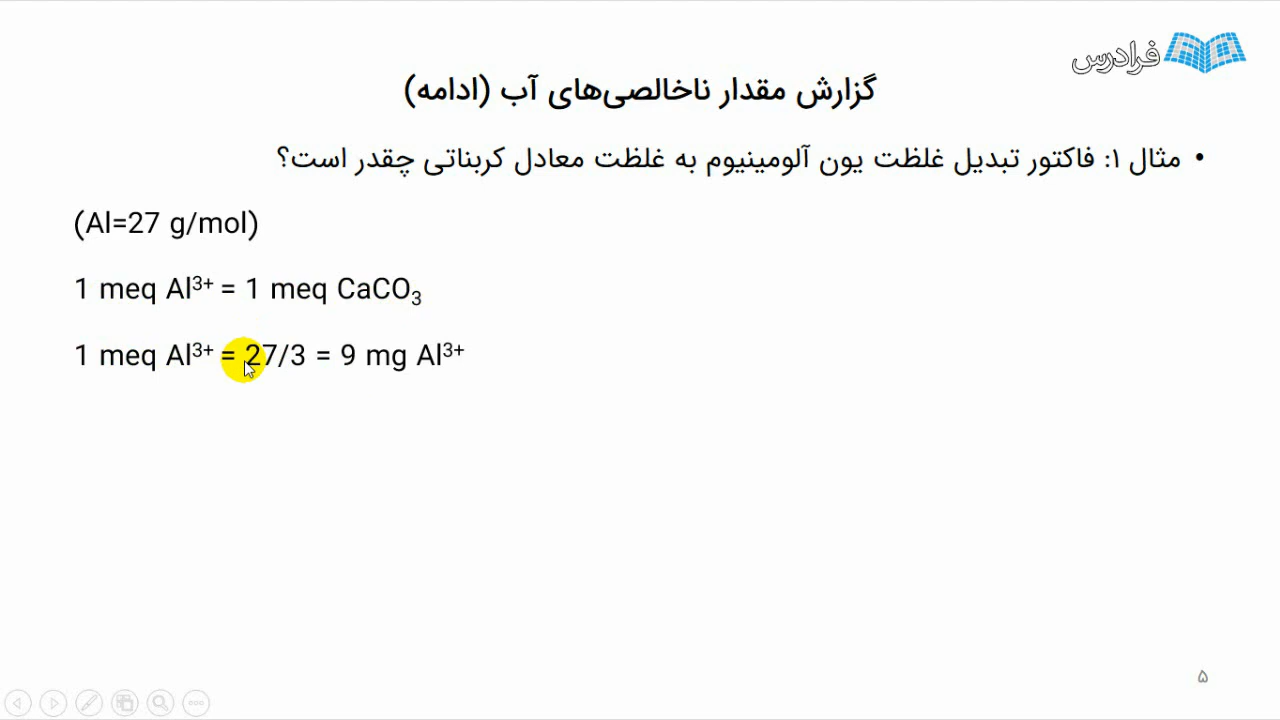 فرادرس
گزارش مقدار ناخالصی‌های آب (ادامه)
• مثال ۱: فاکتور تبدیل غلظت یون آلومینیوم به غلظت معادل کربناتی چقدر است؟
(Al=27 g/mol)
1 meq Al³⁺ = 1 meq CaCO₃
1 meq Al³⁺ = 27/3 = 9 mg Al³⁺
۵